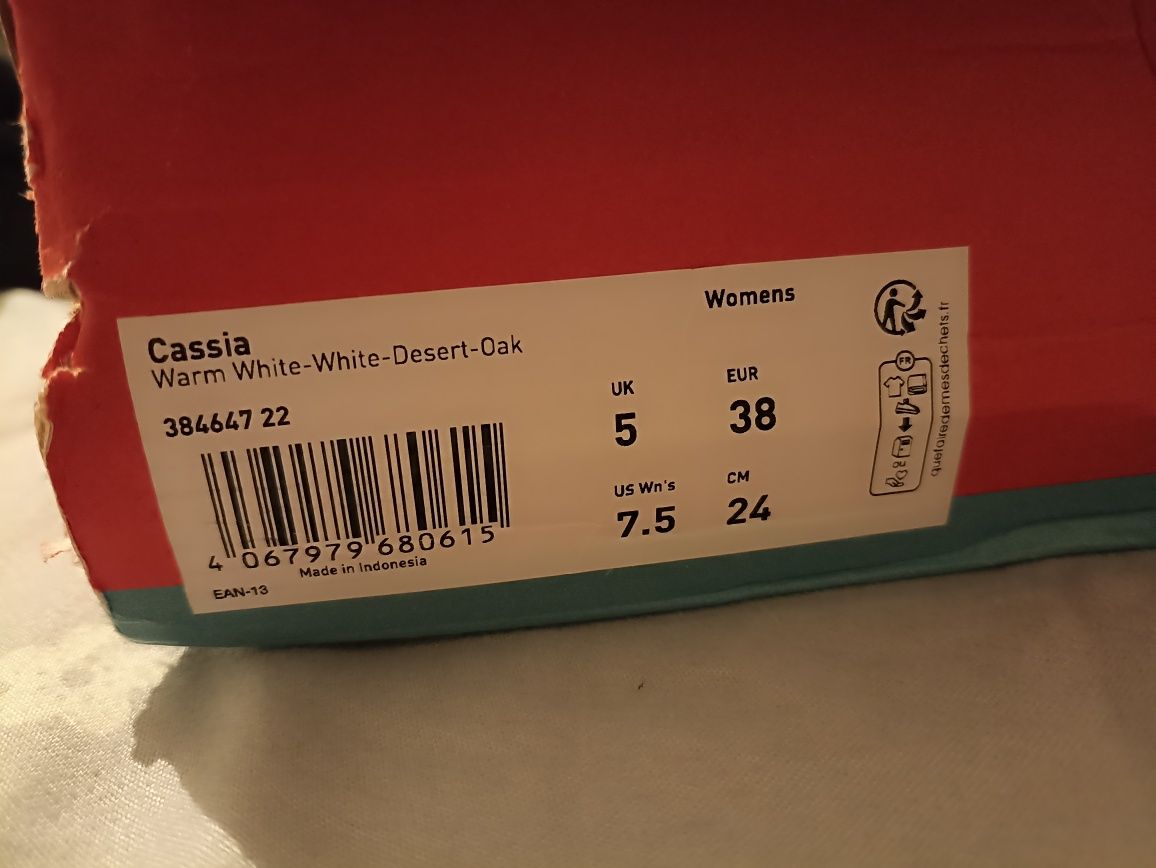 Womens
Cassia
Warm White-White-Desert-Oak
384647 22
UK
5
EUR
38
US Wn's
7.5
CM
24
4 067979 680615
Made in Indonesia
EAN-13
FR
quefairedemesdechets.fr